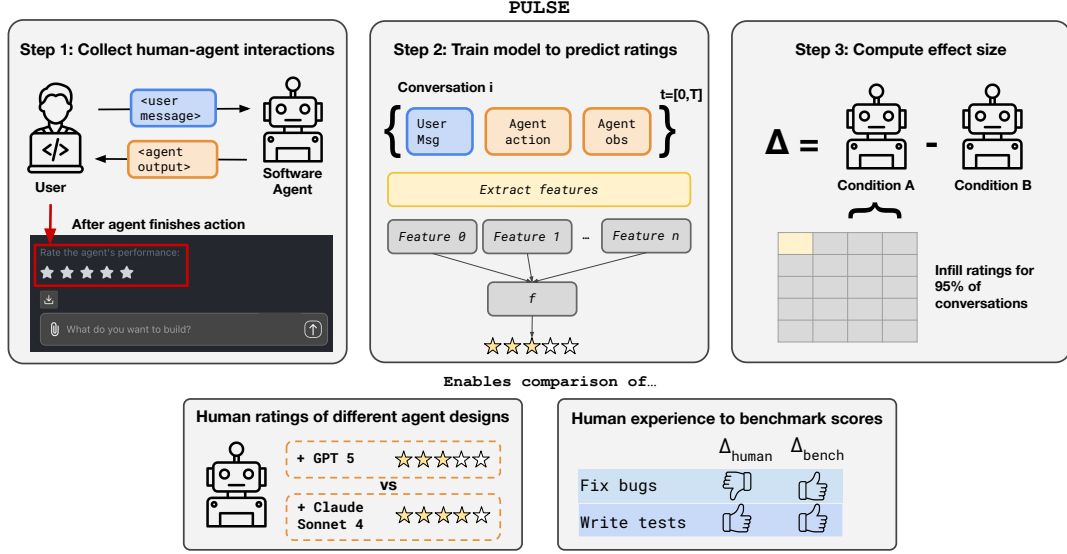 PULSE
Step 1: Collect human-agent interactions
<user
message>
<agent
output>
User
Software
Agent
After agent finishes action
Rate the agent's performance:
What do you want to build?
Step 2: Train model to predict ratings
Conversation i
t=[0,T]
{
User
Msg
Agent
action
Agent
obs
}
Extract features
Feature 0
Feature 1
…
Feature n
f
Step 3: Compute effect size
Δ =
-
Condition A
Condition B
Infill ratings for
95% of
conversations
Enables comparison of…
Human ratings of different agent designs
+ GPT 5
vs
+ Claude
Sonnet 4
Human experience to benchmark scores
Δhuman
Δbench
Fix bugs
Write tests